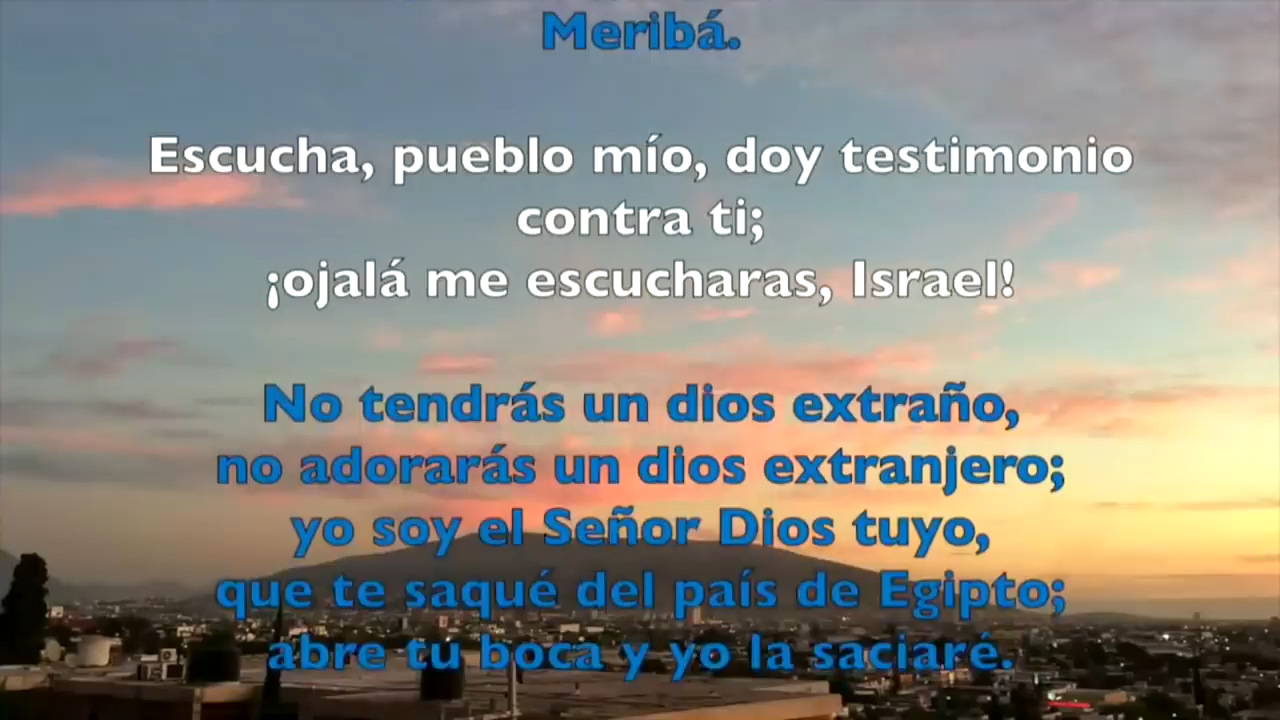 Meribá.
Escucha, pueblo mío, doy testimonio
contra ti;
¡ojalá me escucharas, Israel!
No tendrás un dios extraño,
no adorarás un dios extranjero;
yo soy el Señor Dios tuyo,
que te saqué del país de Egipto;
abre tu boca y yo la saciaré.